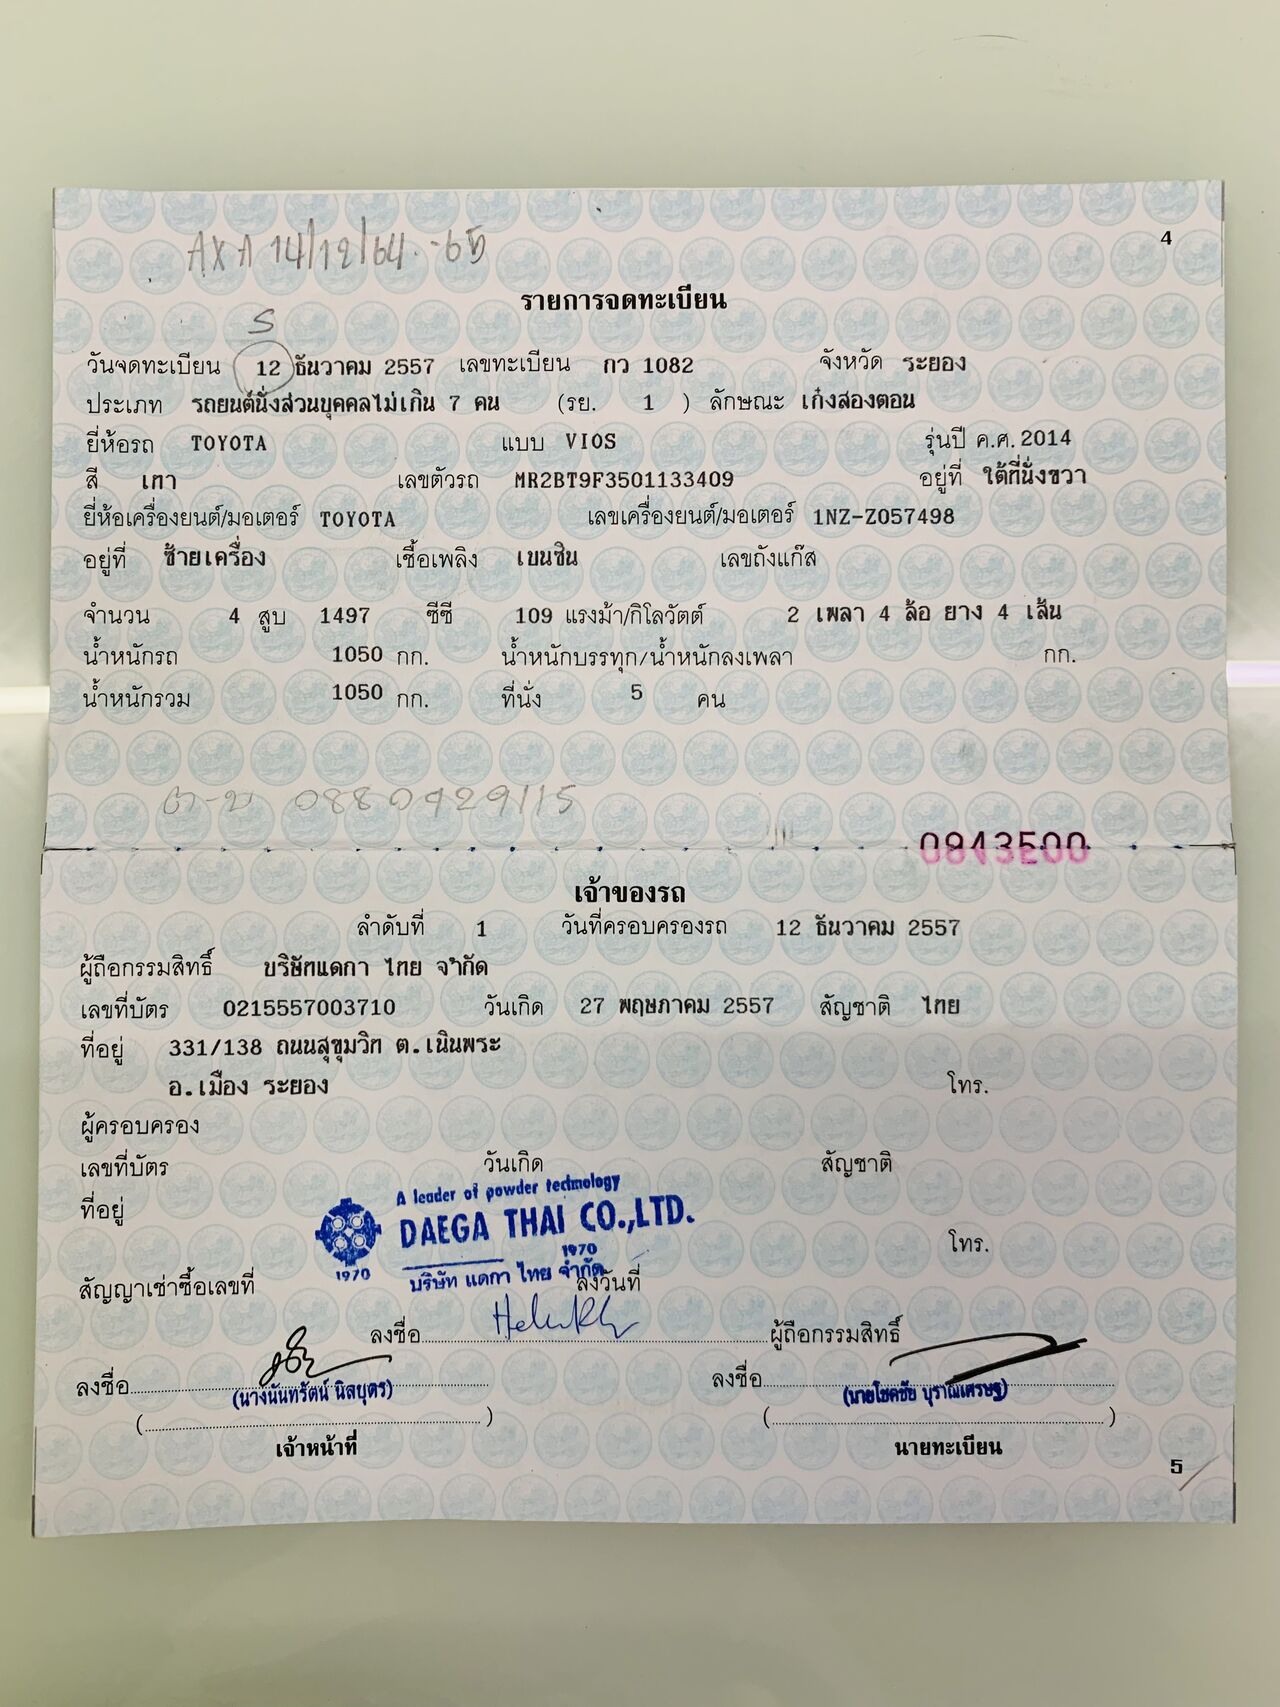 4
AXA 14/12/64.-65
รายการจดทะเบียน
S
วันจดทะเบียน 12 ธันวาคม 2557 เลขทะเบียน กว 1082 จังหวัด ระยอง
ประเภท รถยนต์นั่งส่วนบุคคลไม่เกิน 7 คน (รย. 1 ) ลักษณะ เก๋งสองตอน
ยี่ห้อรถ TOYOTA แบบ VIOS รุ่นปี ค.ศ. 2014
สี เทา เลขตัวรถ MR2BT9F3501133409 อยู่ที่ ใต้ที่นั่งขวา
ยี่ห้อเครื่องยนต์/มอเตอร์ TOYOTA เลขเครื่องยนต์/มอเตอร์ 1NZ-Z057498
อยู่ที่ ซ้ายเครื่อง เชื้อเพลิง เบนซิน เลขถังแก๊ส
จำนวน 4 สูบ 1497 ซีซี 109 แรงม้า/กิโลวัตต์ 2 เพลา 4 ล้อ ยาง 4 เส้น
น้ำหนักรถ 1050 กก. น้ำหนักบรรทุก/น้ำหนักลงเพลา กก.
น้ำหนักรวม 1050 กก. ที่นั่ง 5 คน
ต-บ 0880929115
0943500
เจ้าของรถ
ลำดับที่ 1 วันที่ครอบครองรถ 12 ธันวาคม 2557
ผู้ถือกรรมสิทธิ์ บริษัทแดกา ไทย จำกัด
เลขที่บัตร 0215557003710 วันเกิด 27 พฤษภาคม 2557 สัญชาติ ไทย
ที่อยู่ 331/138 ถนนสุขุมวิท ต.เนินพระ
อ.เมือง ระยอง โทร.
ผู้ครอบครอง
เลขที่บัตร วันเกิด สัญชาติ
ที่อยู่
A leader of powder technology
DAEGA THAI CO.,LTD.
1970
1970
บริษัท แดกา ไทย จำกัด
โทร.
สัญญาเช่าซื้อเลขที่ ลงวันที่
ลงชื่อ ผู้ถือกรรมสิทธิ์
ลงชื่อ ลงชื่อ
(นางนันทรัตน์ นิลบุตร) (นายโชคชัย บุราณเศรษฐ)
( ) ( )
เจ้าหน้าที่ นายทะเบียน
5